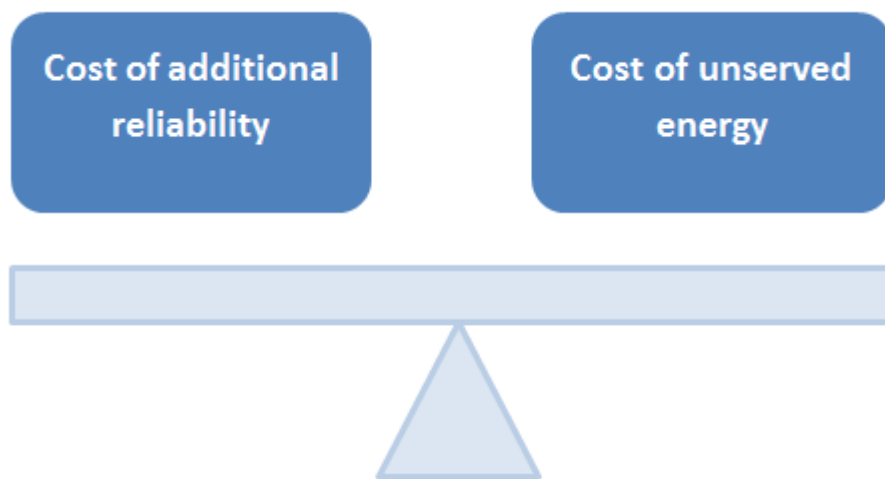 Cost of additional
reliability
Cost of unserved
energy